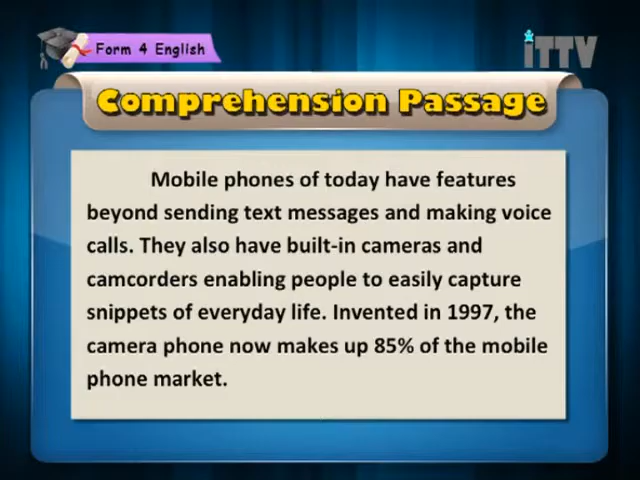 Form 4 English
iTTV
Comprehension Passage
Mobile phones of today have features
beyond sending text messages and making voice
calls. They also have built-in cameras and
camcorders enabling people to easily capture
snippets of everyday life. Invented in 1997, the
camera phone now makes up 85% of the mobile
phone market.